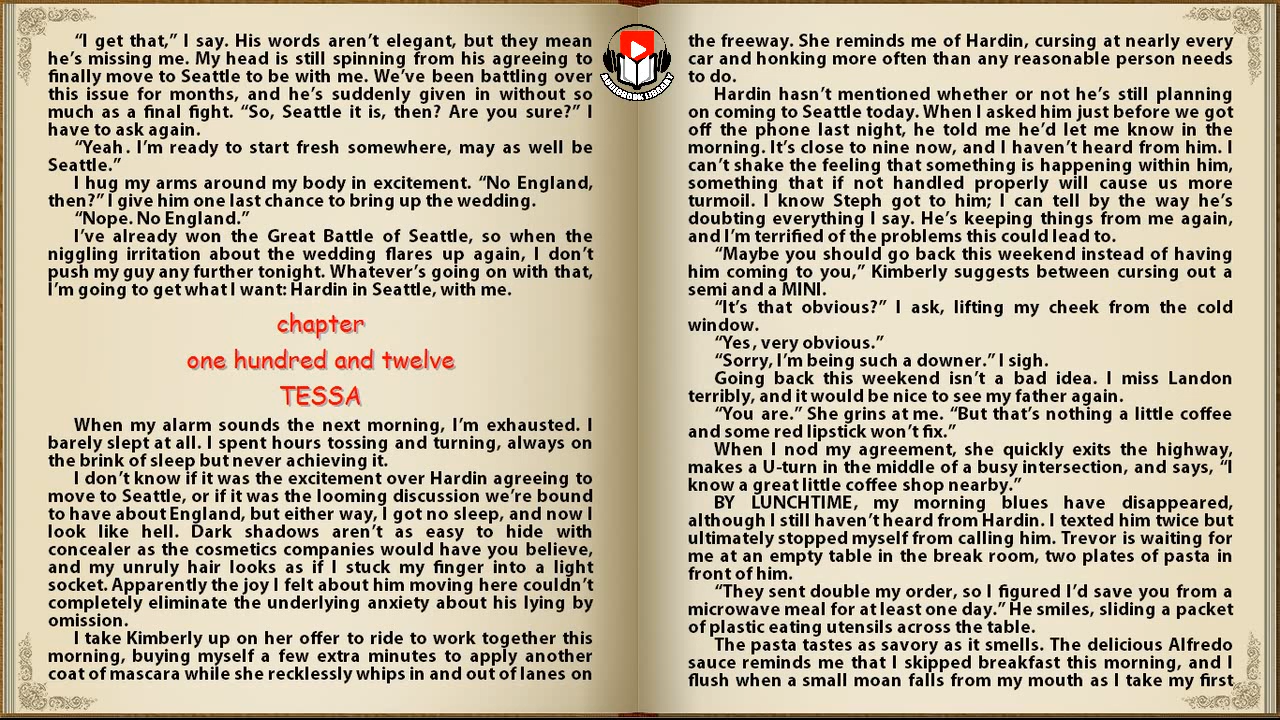 “I get that,” I say. His words aren’t elegant, but they mean
he’s missing me. My head is still spinning from his agreeing to
finally move to Seattle to be with me. We’ve been battling over
this issue for months, and he’s suddenly given in without so
much as a final fight. “So, Seattle it is, then? Are you sure?” I
have to ask again.
“Yeah. I’m ready to start fresh somewhere, may as well be
Seattle.”
I hug my arms around my body in excitement. “No England,
then?” I give him one last chance to bring up the wedding.
“Nope. No England.”
I’ve already won the Great Battle of Seattle, so when the
niggling irritation about the wedding flares up again, I don’t
push my guy any further tonight. Whatever’s going on with that,
I’m going to get what I want: Hardin in Seattle, with me.
chapter
one hundred and twelve
TESSA
When my alarm sounds the next morning, I’m exhausted. I
barely slept at all. I spent hours tossing and turning, always on
the brink of sleep but never achieving it.
I don’t know if it was the excitement over Hardin agreeing to
move to Seattle, or if it was the looming discussion we’re bound
to have about England, but either way, I got no sleep, and now I
look like hell. Dark shadows aren’t as easy to hide with
concealer as the cosmetics companies would have you believe,
and my unruly hair looks as if I stuck my finger into a light
socket. Apparently the joy I felt about him moving here couldn’t
completely eliminate the underlying anxiety about his lying by
omission.
I take Kimberly up on her offer to ride to work together this
morning, buying myself a few extra minutes to apply another
coat of mascara while she recklessly whips in and out of lanes on
AUDIOBOOK LIBRARY
the freeway. She reminds me of Hardin, cursing at nearly every
car and honking more often than any reasonable person needs
to do.
Hardin hasn’t mentioned whether or not he’s still planning
on coming to Seattle today. When I asked him just before we got
off the phone last night, he told me he’d let me know in the
morning. It’s close to nine now, and I haven’t heard from him. I
can’t shake the feeling that something is happening within him,
something that if not handled properly will cause us more
turmoil. I know Steph got to him; I can tell by the way he’s
doubting everything I say. He’s keeping things from me again,
and I’m terrified of the problems this could lead to.
“Maybe you should go back this weekend instead of having
him coming to you,” Kimberly suggests between cursing out a
semi and a MINI.
“It’s that obvious?” I ask, lifting my cheek from the cold
window.
“Yes, very obvious.”
“Sorry, I’m being such a downer.” I sigh.
Going back this weekend isn’t a bad idea. I miss Landon
terribly, and it would be nice to see my father again.
“You are.” She grins at me. “But that’s nothing a little coffee
and some red lipstick won’t fix.”
When I nod my agreement, she quickly exits the highway,
makes a U-turn in the middle of a busy intersection, and says, “I
know a great little coffee shop nearby.”
BY LUNCHTIME, my morning blues have disappeared,
although I still haven’t heard from Hardin. I texted him twice but
ultimately stopped myself from calling him. Trevor is waiting for
me at an empty table in the break room, two plates of pasta in
front of him.
“They sent double my order, so I figured I’d save you from a
microwave meal for at least one day.” He smiles, sliding a packet
of plastic eating utensils across the table.
The pasta tastes as savory as it smells. The delicious Alfredo
sauce reminds me that I skipped breakfast this morning, and I
flush when a small moan falls from my mouth as I take my first